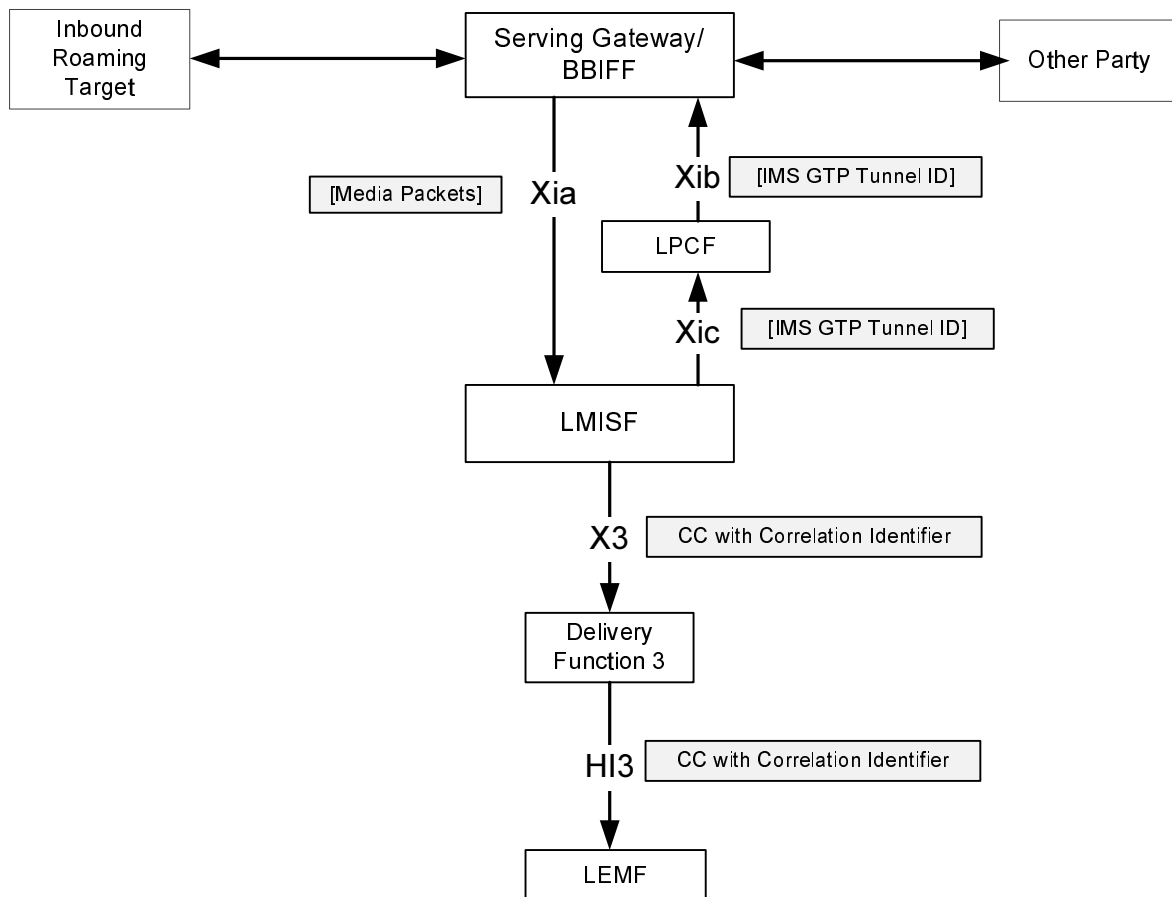 Inbound
Roaming
Target
Serving Gateway/
BBIFF
Other Party
[Media Packets]
Xia
Xib
[IMS GTP Tunnel ID]
LPCF
Xic
[IMS GTP Tunnel ID]
LMISF
X3
CC with Correlation Identifier
Delivery
Function 3
HI3
CC with Correlation Identifier
LEMF